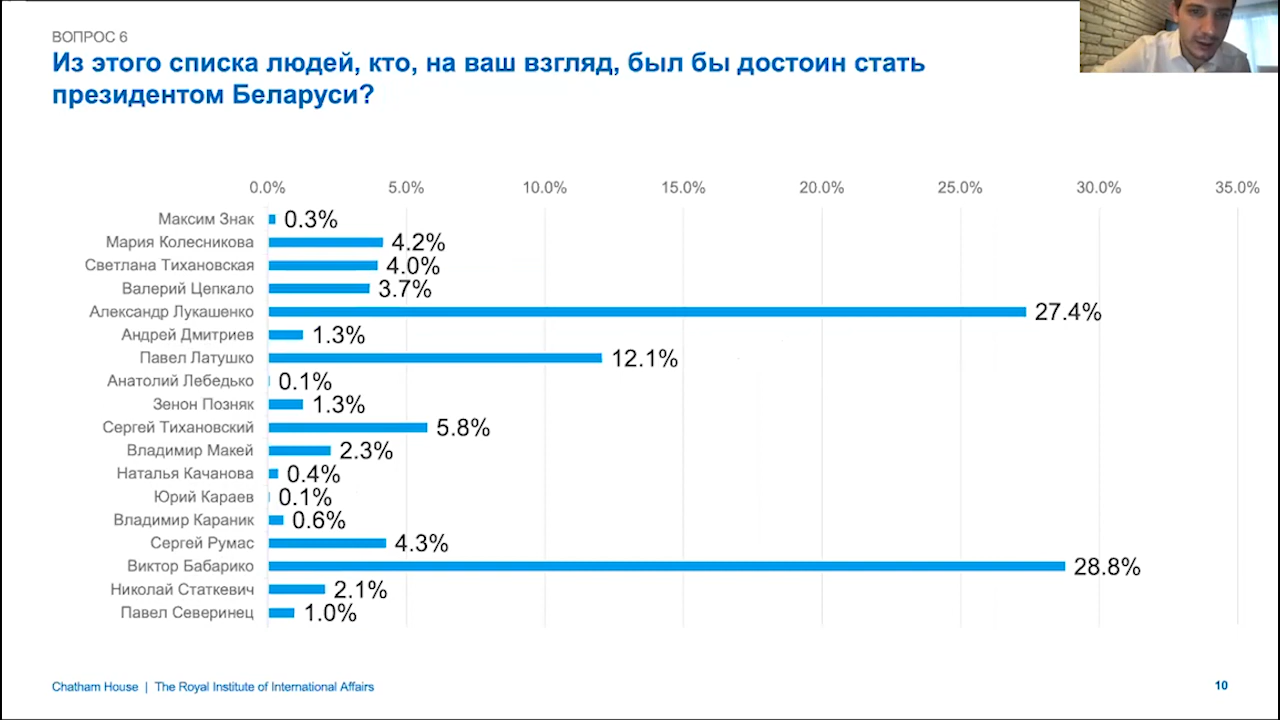 ВОПРОС 6
Из этого списка людей, кто, на ваш взгляд, был бы достоин стать
президентом Беларуси?
0.0% 5.0% 10.0% 15.0% 20.0% 25.0% 30.0% 35.0%
Максим Знак 0.3%
Мария Колесникова 4.2%
Светлана Тихановская 4.0%
Валерий Цепкало 3.7%
Александр Лукашенко 27.4%
Андрей Дмитриев 1.3%
Павел Латушко 12.1%
Анатолий Лебедько 0.1%
Зенон Позняк 1.3%
Сергей Тихановский 5.8%
Владимир Макей 2.3%
Наталья Качанова 0.4%
Юрий Караев 0.1%
Владимир Караник 0.6%
Сергей Румас 4.3%
Виктор Бабарико 28.8%
Николай Статкевич 2.1%
Павел Северинец 1.0%
Chatham House | The Royal Institute of International Affairs 10